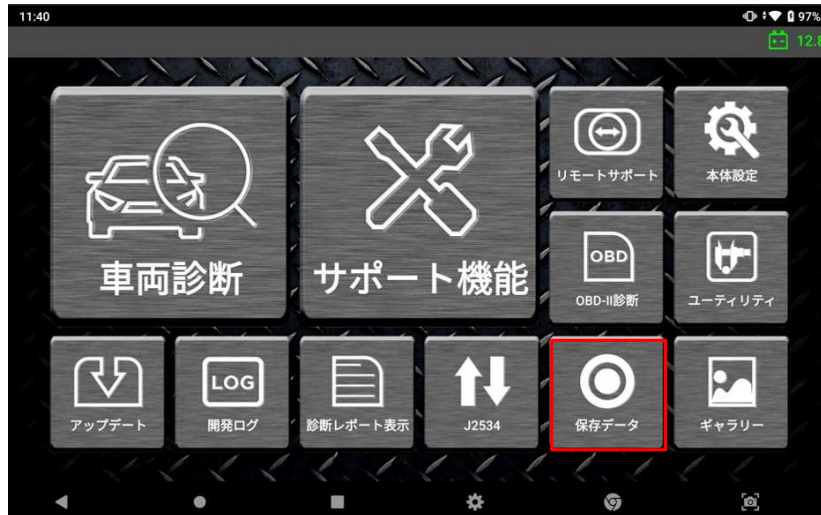 11:40
97%
12.8
車両診断
サポート機能
リモートサポート
本体設定
OBD
OBD-II診断
ユーティリティ
アップデート
LOG
開発ログ
診断レポート表示
J2534
保存データ
ギャラリー